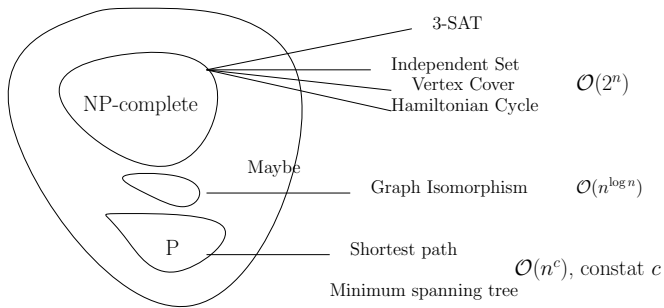 3-SAT
Independent Set
Vertex Cover
Hamiltonian Cycle
O(2^n)
NP-complete
Maybe
Graph Isomorphism
O(n^{log n})
P
Shortest path
O(n^c), constat c
Minimum spanning tree